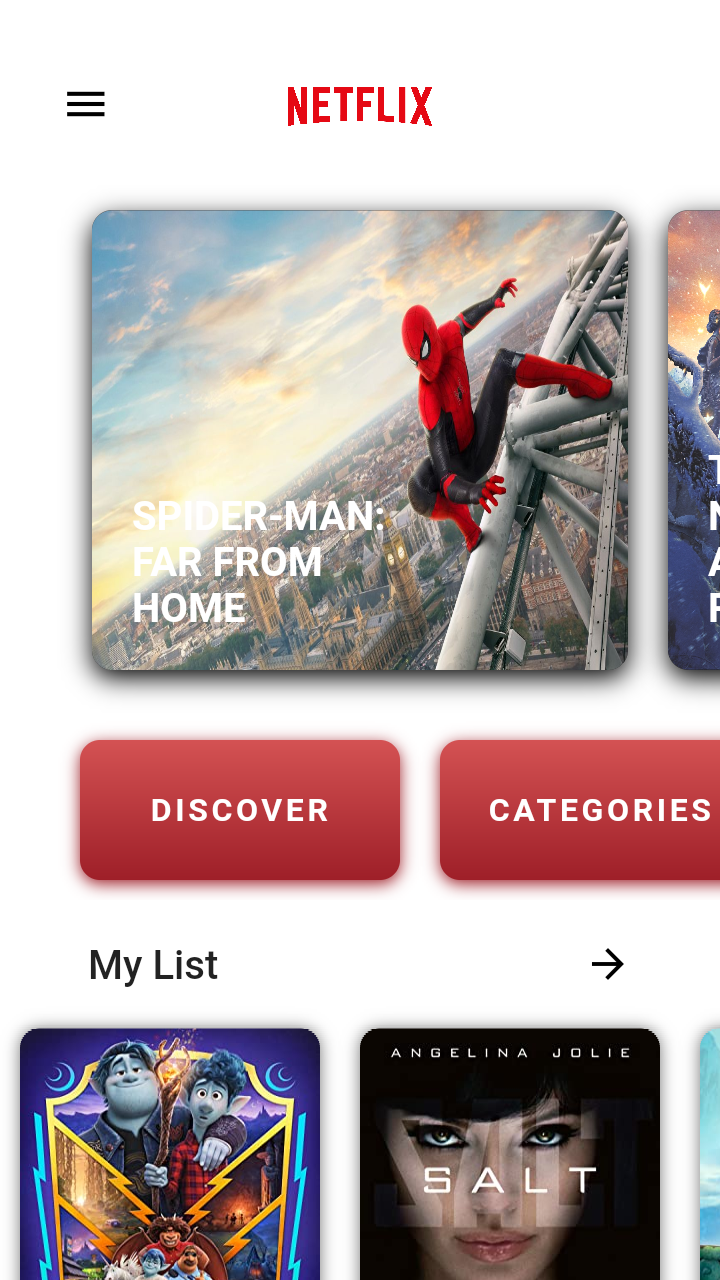 NETFLIX
SPIDER-MAN:
FAR FROM
HOME
DISCOVER
CATEGORIES
My List
ANGELINA JOLIE
SALT